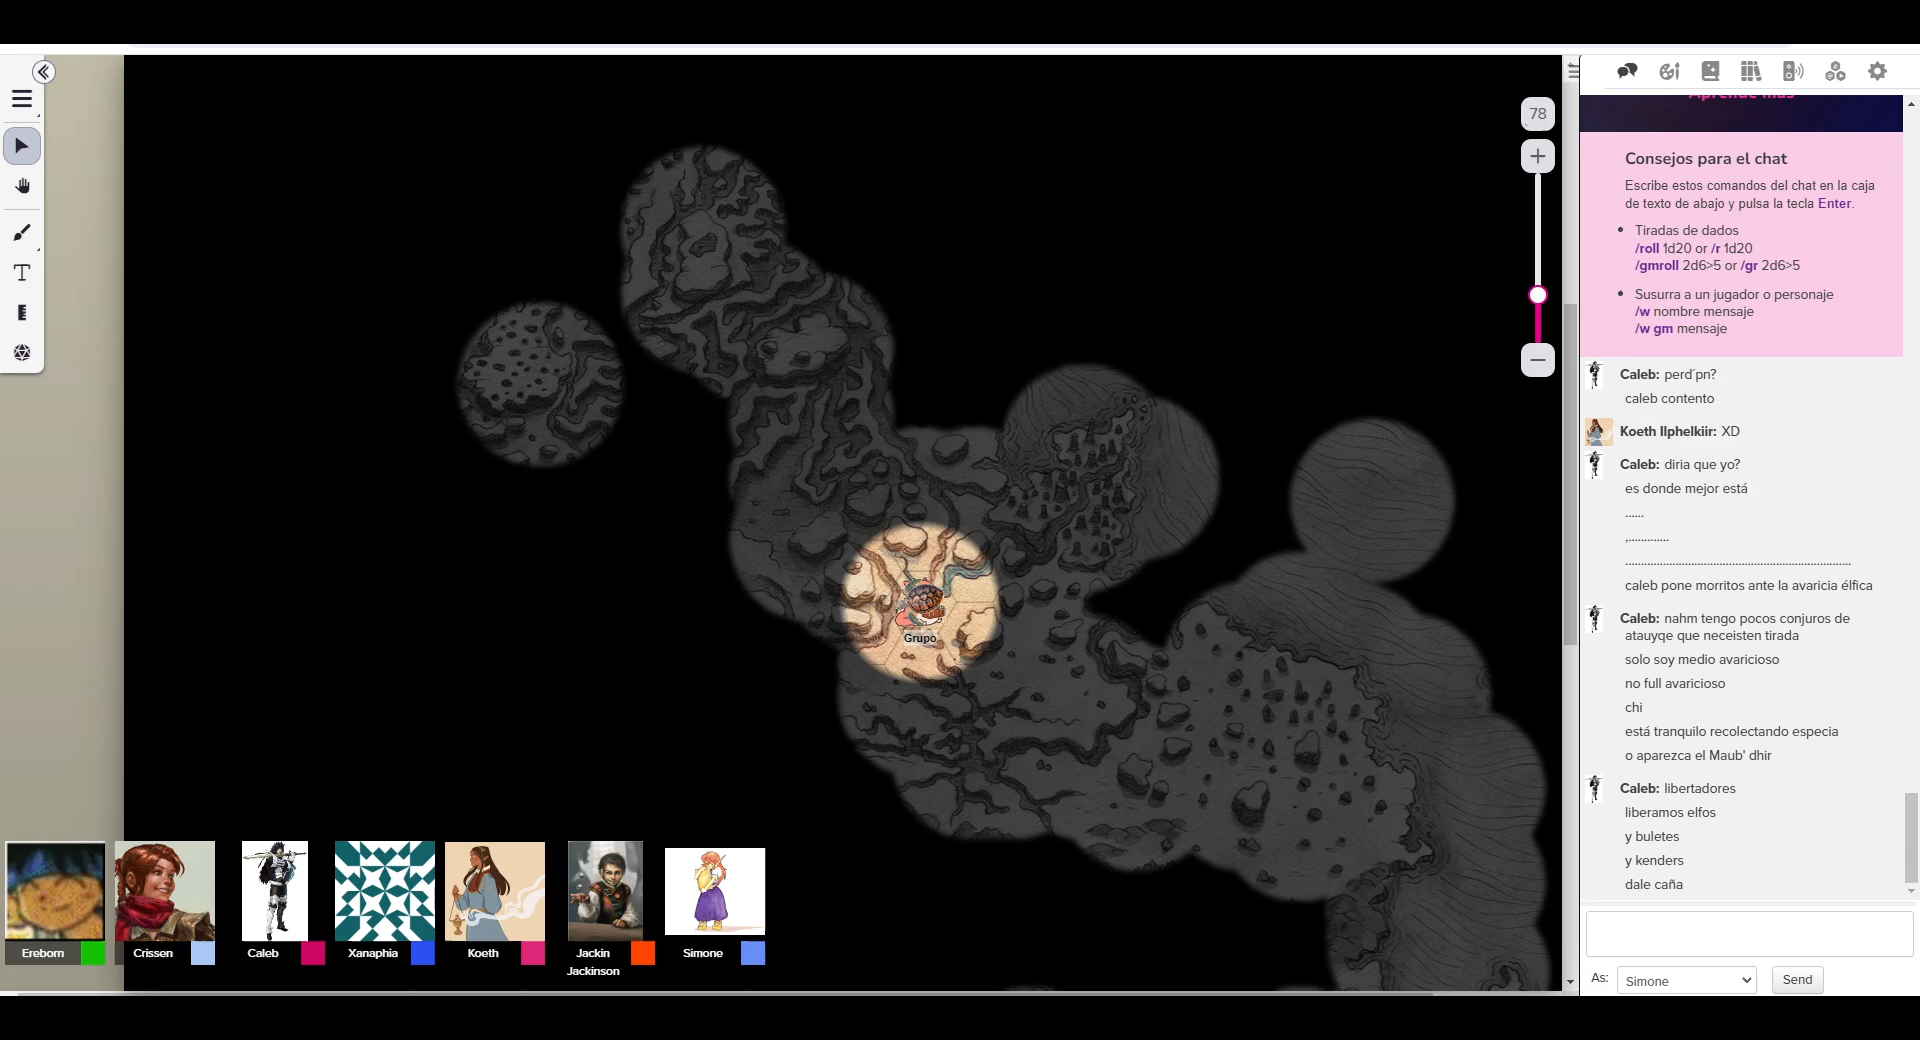 78
Grupo
Ereborn
Crissen
Caleb
Xanaphia
Koeth
Jackin
Jackinson
Simone
Aprende más
Consejos para el chat
Escribe estos comandos del chat en la caja
de texto de abajo y pulsa la tecla Enter.
Tiradas de dados
/roll 1d20 or /r 1d20
/gmroll 2d6>5 or /gr 2d6>5
Susurra a un jugador o personaje
/w nombre mensaje
/w gm mensaje
Caleb: perd´pn?
caleb contento
Koeth Ilphelkiir: XD
Caleb: diria que yo?
es donde mejor está
......
,.............
.........................................................................
caleb pone morritos ante la avaricia élfica
Caleb: nahm tengo pocos conjuros de
atauyqe que neceisten tirada
solo soy medio avaricioso
no full avaricioso
chi
está tranquilo recolectando especia
o aparezca el Maub' dhir
Caleb: libertadores
liberamos elfos
y buletes
y kenders
dale caña
As: Simone Send